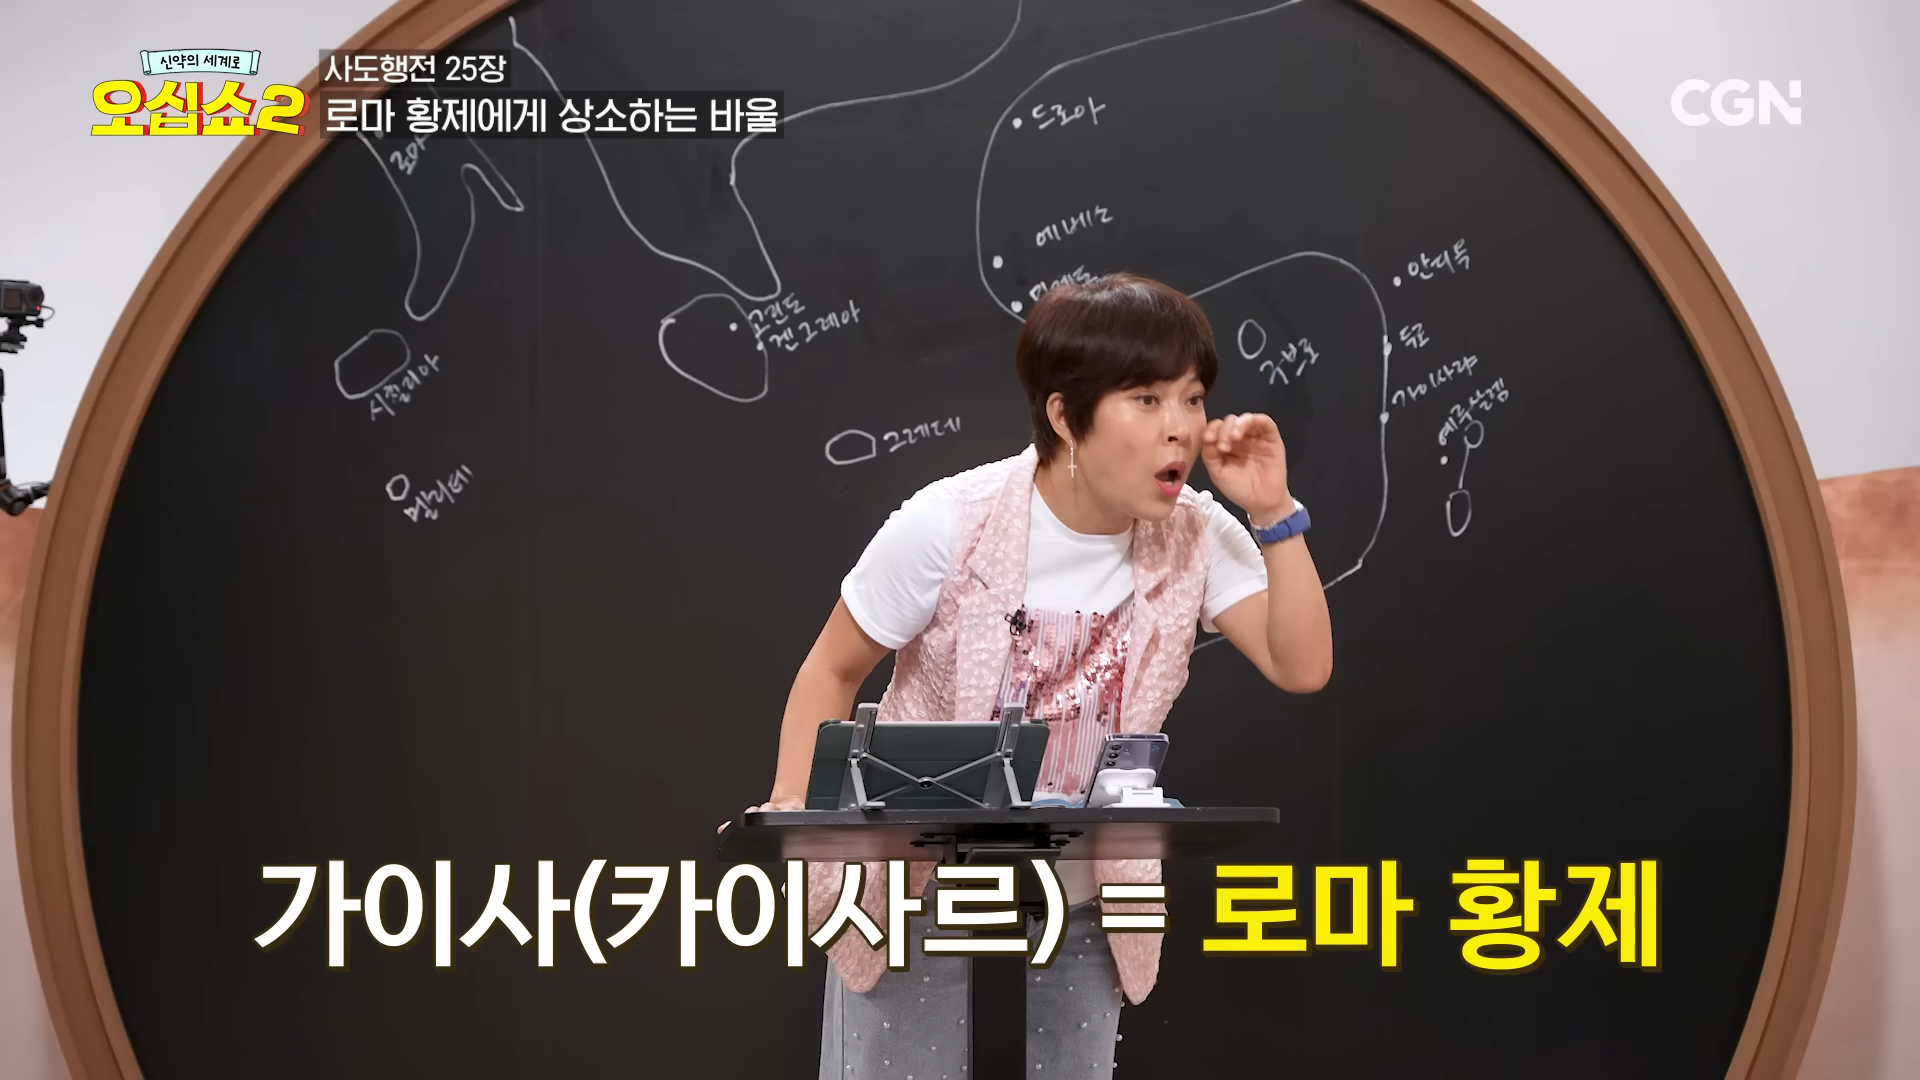 신약의 세계로
오십쇼2
사도행전 25장
로마 황제에게 상소하는 바울
CGN
로마
드로아
에베소
안디옥
고린도
겐그레아
두로
구브로
가이사랴
시칠리아
예루살렘
그레데
멜리데
가이사(카이사르) = 로마 황제